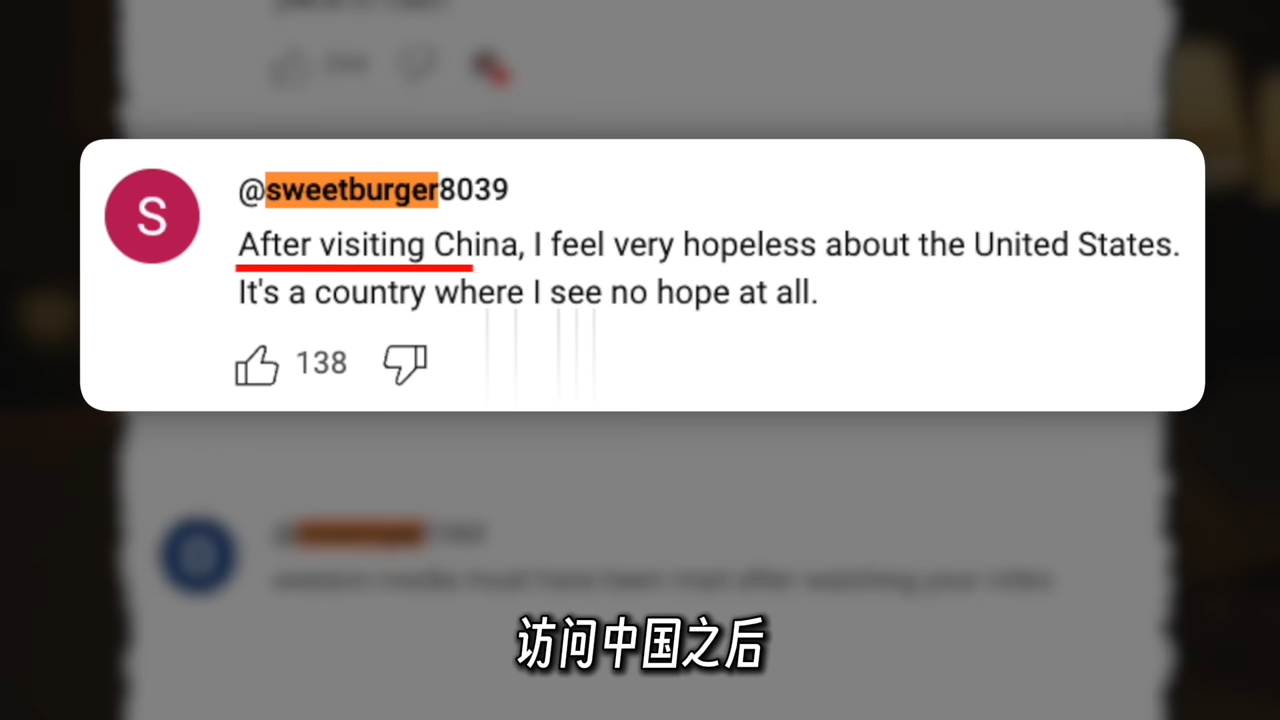 S
@sweetburger8039
After visiting China, I feel very hopeless about the United States.
It's a country where I see no hope at all.
138
访问中国之后